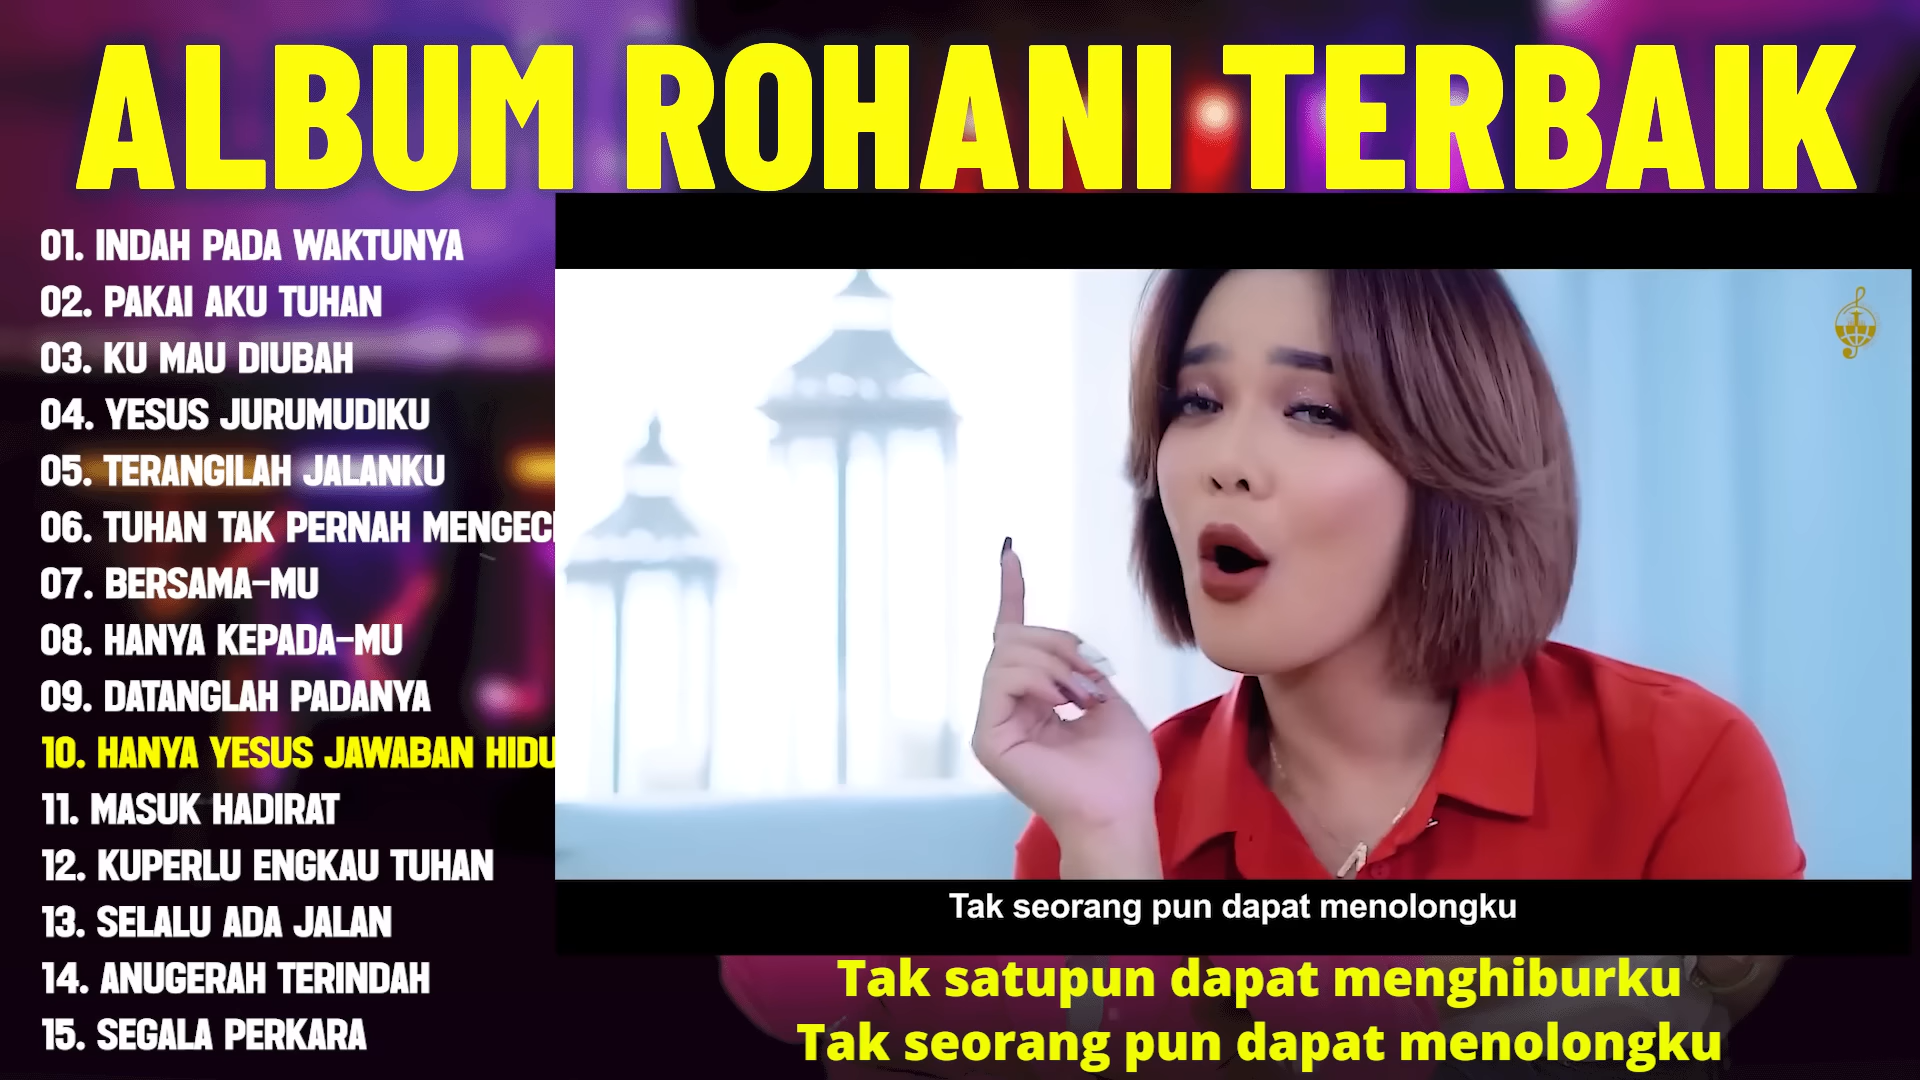 ALBUM ROHANI TERBAIK
01. INDAH PADA WAKTUNYA
02. PAKAI AKU TUHAN
03. KU MAU DIUBAH
04. YESUS JURUMUDIKU
05. TERANGILAH JALANKU
06. TUHAN TAK PERNAH
07. BERSAMA-MU
08. HANYA KEPADA-MU
09. DATANGLAH PADANYA
10. HANYA YESUS JAWABAN HIDU
11. MASUK HADIRAT
12. KUPERLU ENGKAU TUHAN
13. SELALU ADA JALAN
14. ANUGERAH TERINDAH
15. SEGALA PERKARA
Tak seorang pun dapat menolongku
Tak satupun dapat menghiburku
Tak seorang pun dapat menolongku